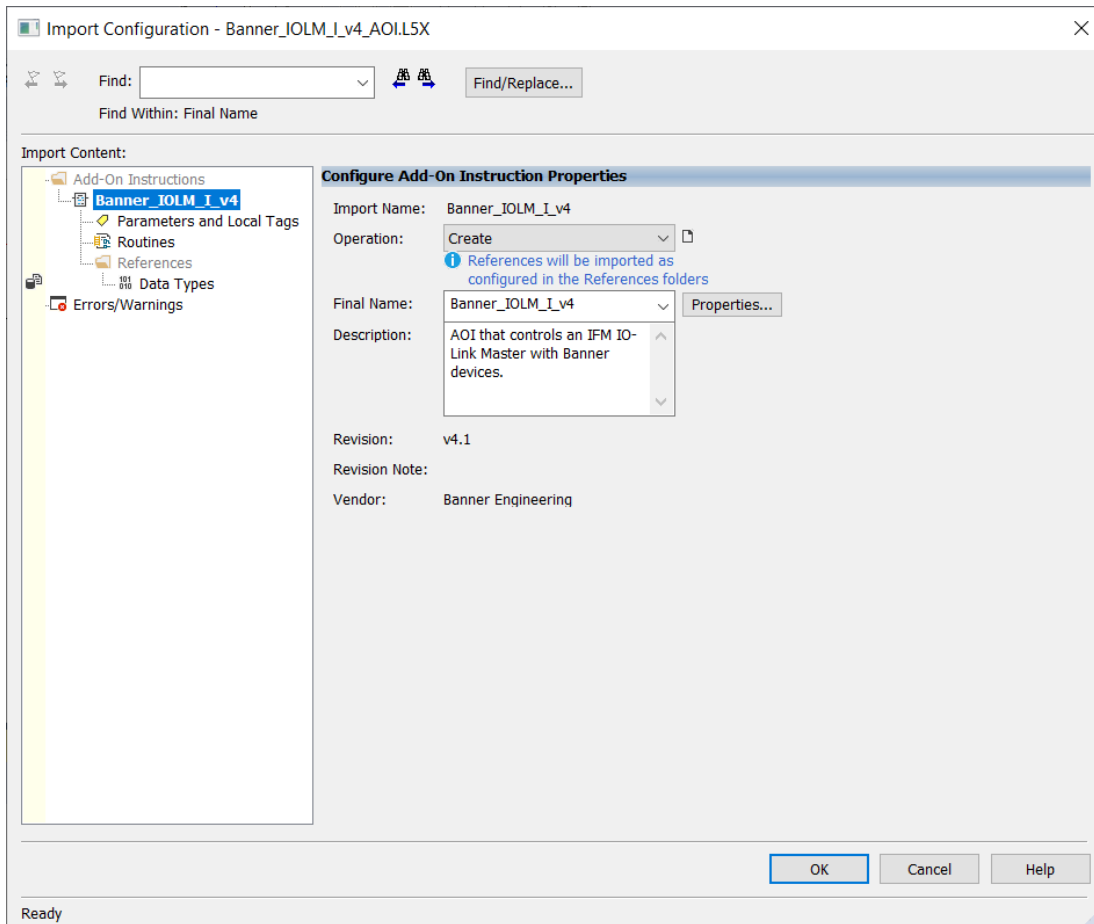 Import Configuration - Banner_IOLM_I_v4_AOI.L5X
Find:
Find/Replace...
Find Within: Final Name
Import Content:
Add-On Instructions
Banner_IOLM_I_v4
Parameters and Local Tags
Routines
References
Data Types
Errors/Warnings
Configure Add-On Instruction Properties
Import Name: Banner_IOLM_I_v4
Operation: Create
References will be imported as
configured in the References folders
Final Name: Banner_IOLM_I_v4 Properties...
Description: AOI that controls an IFM IO-
Link Master with Banner
devices.
Revision: v4.1
Revision Note:
Vendor: Banner Engineering
OK Cancel Help
Ready